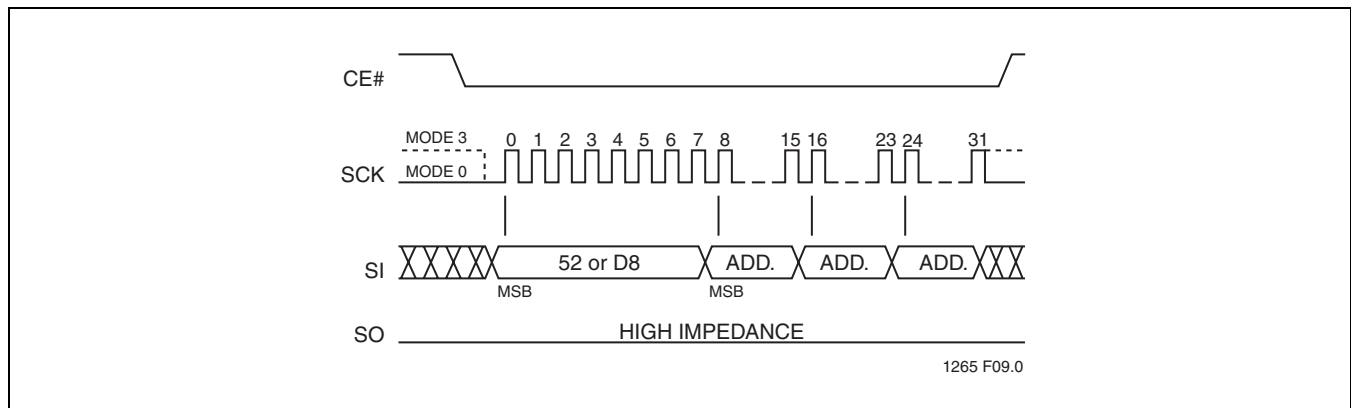 CE#
MODE 3
0 1 2 3 4 5 6 7 8 15 16 23 24 31
SCK
MODE 0
SI
52 or D8
ADD.
ADD.
ADD.
MSB
MSB
SO
HIGH IMPEDANCE
1265 F09.0